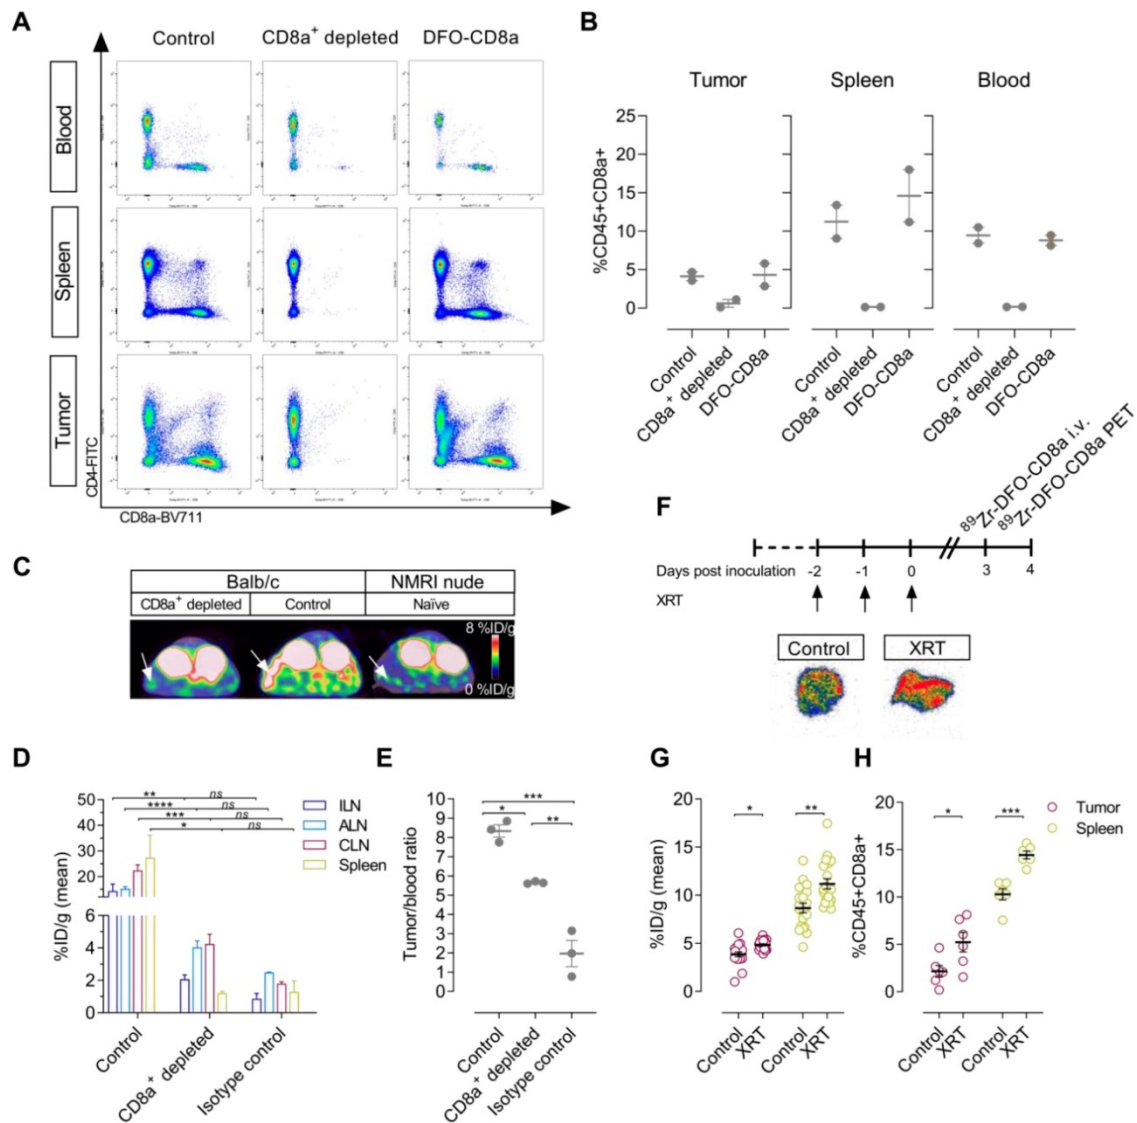 A
Control
CD8a+ depleted
DFO-CD8a
Blood
Spleen
Tumor
CD4-FITC
CD8a-BV711
B
Tumor
Spleen
Blood
%CD45+CD8a+
25
20
15
10
5
0
Control
CD8a+ depleted
DFO-CD8a
Control
CD8a+ depleted
DFO-CD8a
Control
CD8a+ depleted
DFO-CD8a
C
Balb/c
NMRI nude
CD8a+ depleted
Control
Naïve
8 %ID/g
0 %ID/g
F
89Zr-DFO-CD8a i.v.
89Zr-DFO-CD8a PET
Days post inoculation -2 -1 0 3 4
XRT
Control
XRT
D
%ID/g (mean)
50
40
30
20
6
4
2
0
** ns
**** ns
*** ns
* ns
ILN
ALN
CLN
Spleen
Control
CD8a+ depleted
Isotype control
E
Tumor/blood ratio
10
9
8
7
6
5
4
3
2
1
0
***
*
**
Control
CD8a+ depleted
Isotype control
G
%ID/g (mean)
20
15
10
5
0
*
**
Control
XRT
Control
XRT
H
%CD45+CD8a+
20
15
10
5
0
*
***
Tumor
Spleen
Control
XRT
Control
XRT